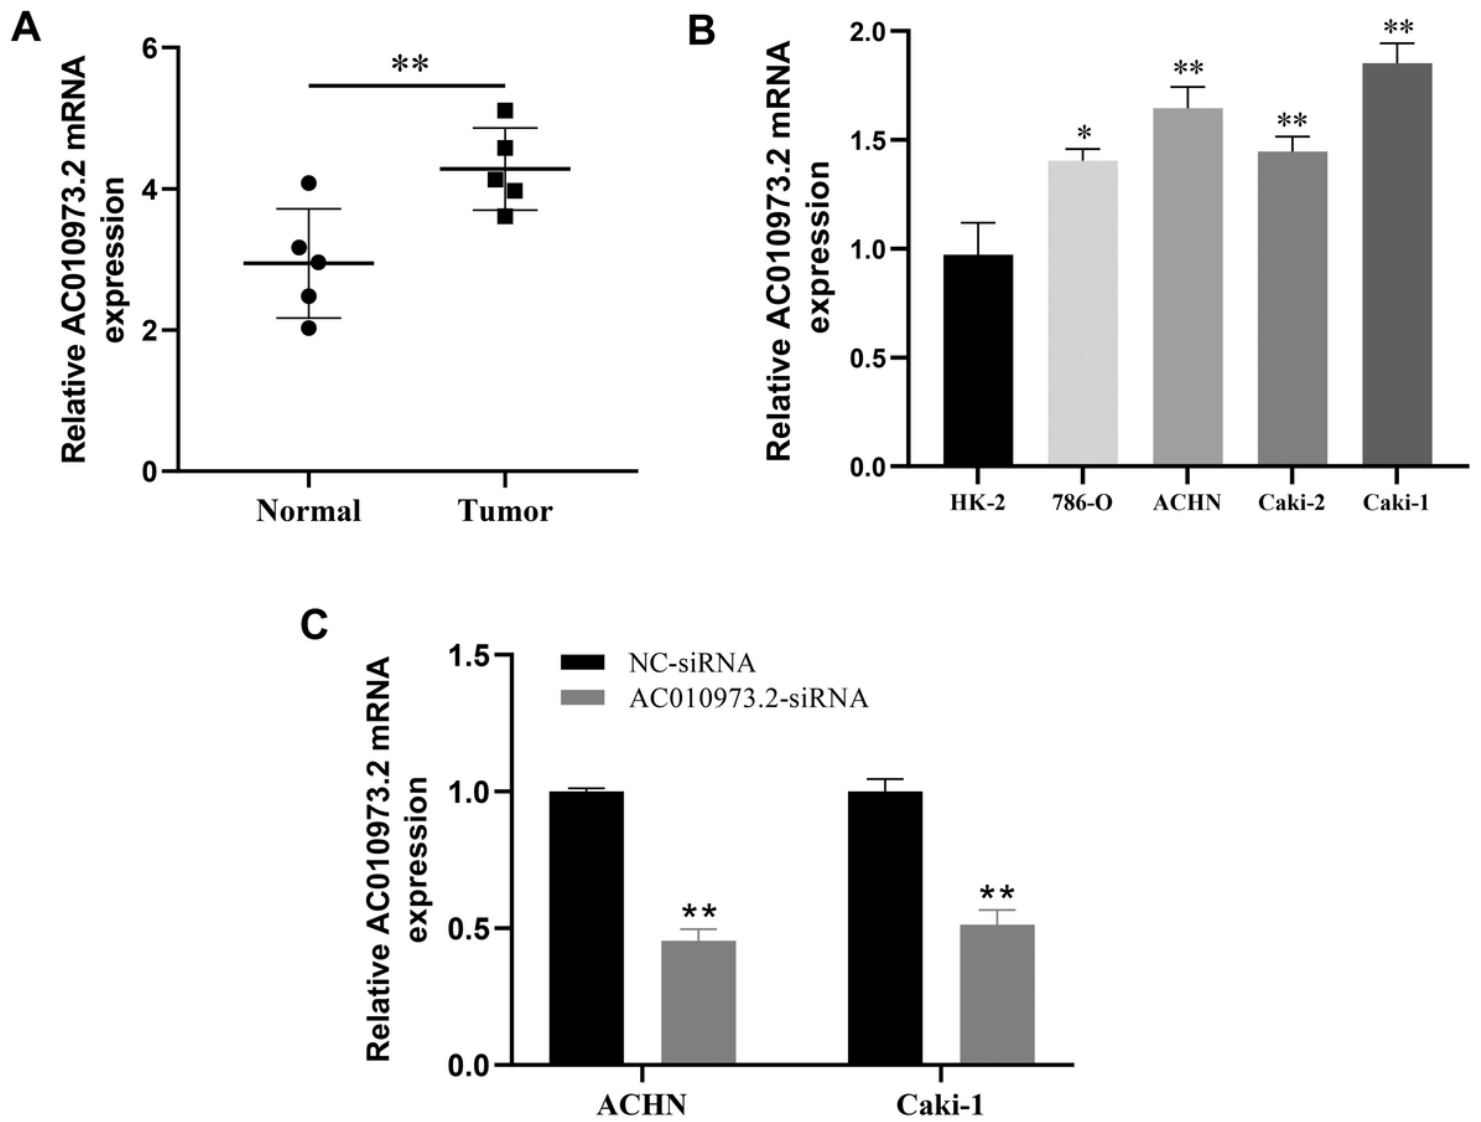 A
Relative AC010973.2 mRNA
expression
6
4
2
0
**
Normal
Tumor
B
Relative AC010973.2 mRNA
expression
2.0
1.5
1.0
0.5
0.0
*
**
**
**
HK-2
786-O
ACHN
Caki-2
Caki-1
C
Relative AC010973.2 mRNA
expression
1.5
1.0
0.5
0.0
NC-siRNA
AC010973.2-siRNA
**
**
ACHN
Caki-1